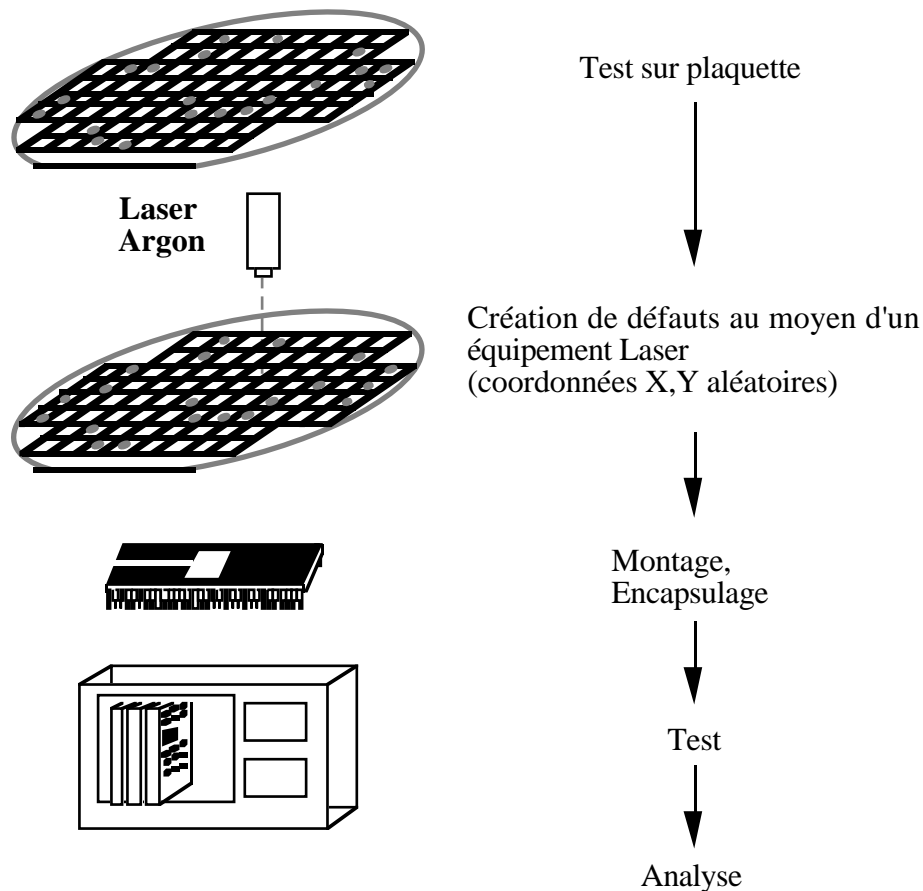 Test sur plaquette
Laser
Argon
Création de défauts au moyen d'un
équipement Laser
(coordonnées X,Y aléatoires)
Montage,
Encapsulage
Test
Analyse